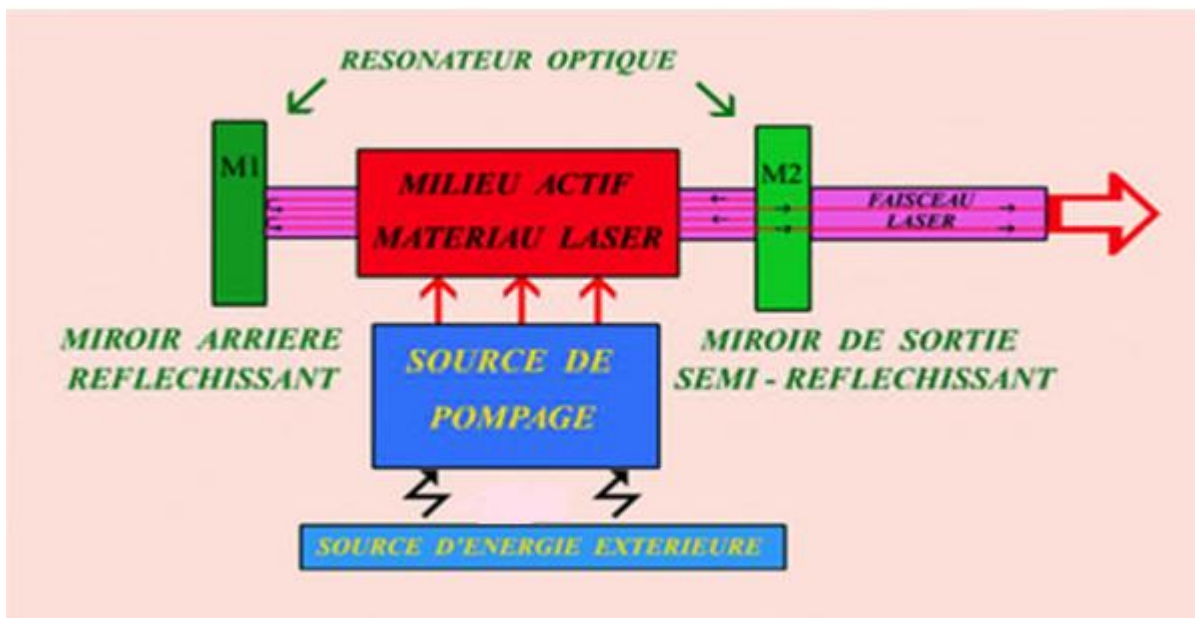 RESONATEUR OPTIQUE
M1
MILIEU ACTIF
MATERIAU LASER
M2
FAISCEAU
LASER
MIROIR ARRIERE
REFLECHISSANT
SOURCE DE
POMPAGE
MIROIR DE SORTIE
SEMI - REFLECHISSANT
SOURCE D'ENERGIE EXTERIEURE